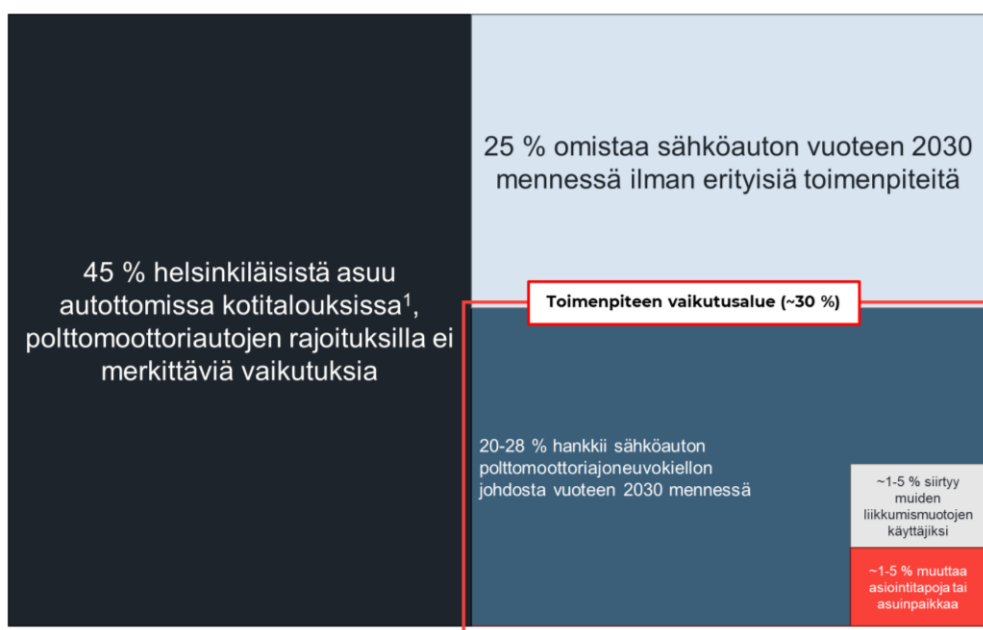 45 % helsinkiläisistä asuu
autottomissa kotitalouksissa¹,
polttomoottoriautojen rajoituksilla ei
merkittäviä vaikutuksia
25 % omistaa sähköauton vuoteen 2030
mennessä ilman erityisiä toimenpiteitä
Toimenpiteen vaikutusalue (~30 %)
20-28 % hankkii sähköauton
polttomoottoriajoneuvokiellon
johdosta vuoteen 2030 mennessä
~1-5 % siirtyy
muiden
liikkumismuotojen
käyttäjiksi
~1-5 % muuttaa
asiointitapoja tai
asuinpaikkaa